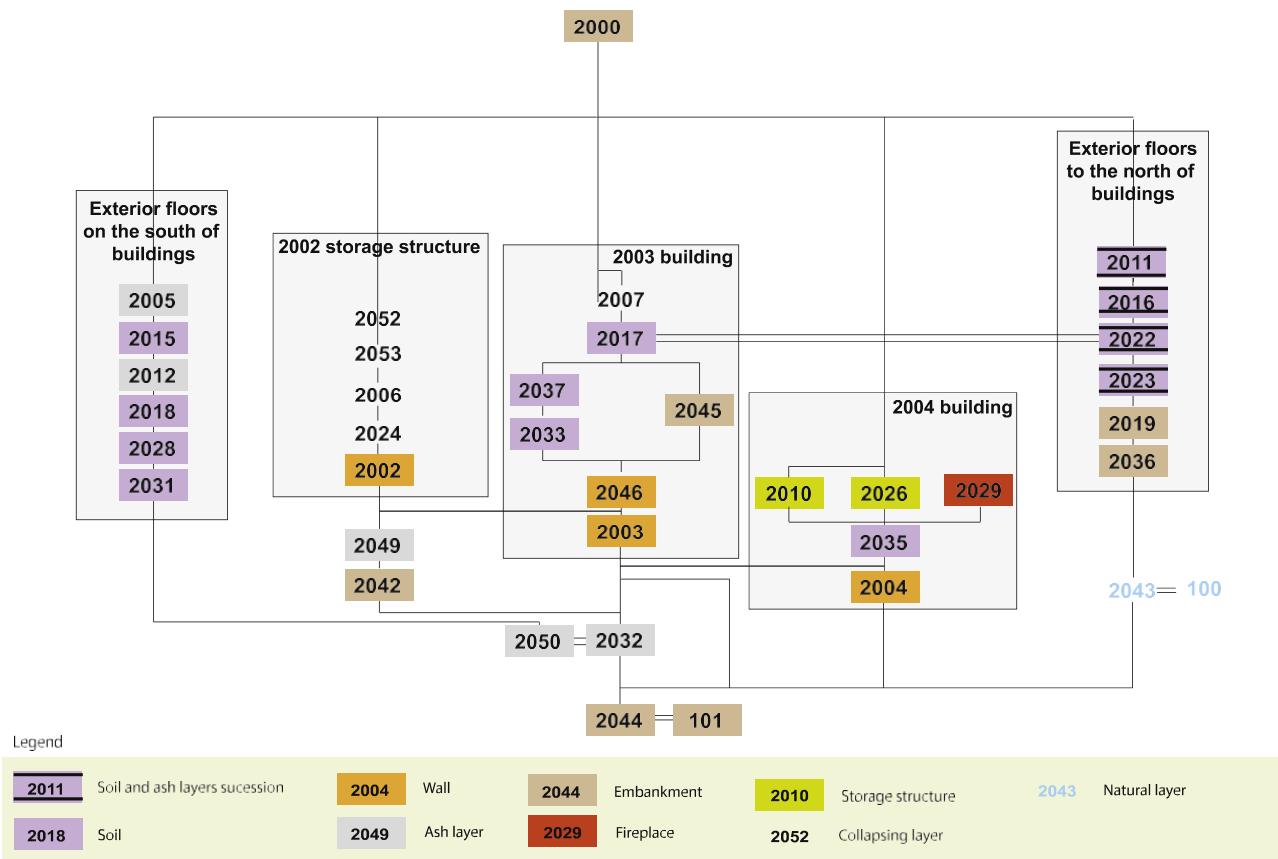 2000
Exterior floors
on the south of
buildings
2005
2015
2012
2018
2028
2031
2002 storage structure
2052
2053
2006
2024
2002
2049
2042
2003 building
2007
2017
2037
2033
2045
2046
2003
2050
2032
2044
101
2004 building
2010
2026
2029
2035
2004
Exterior floors
to the north of
buildings
2011
2016
2022
2023
2019
2036
2043
100
Legend
2011 Soil and ash layers sucession
2018 Soil
2004 Wall
2049 Ash layer
2044 Embankment
2029 Fireplace
2010 Storage structure
2052 Collapsing layer
2043 Natural layer